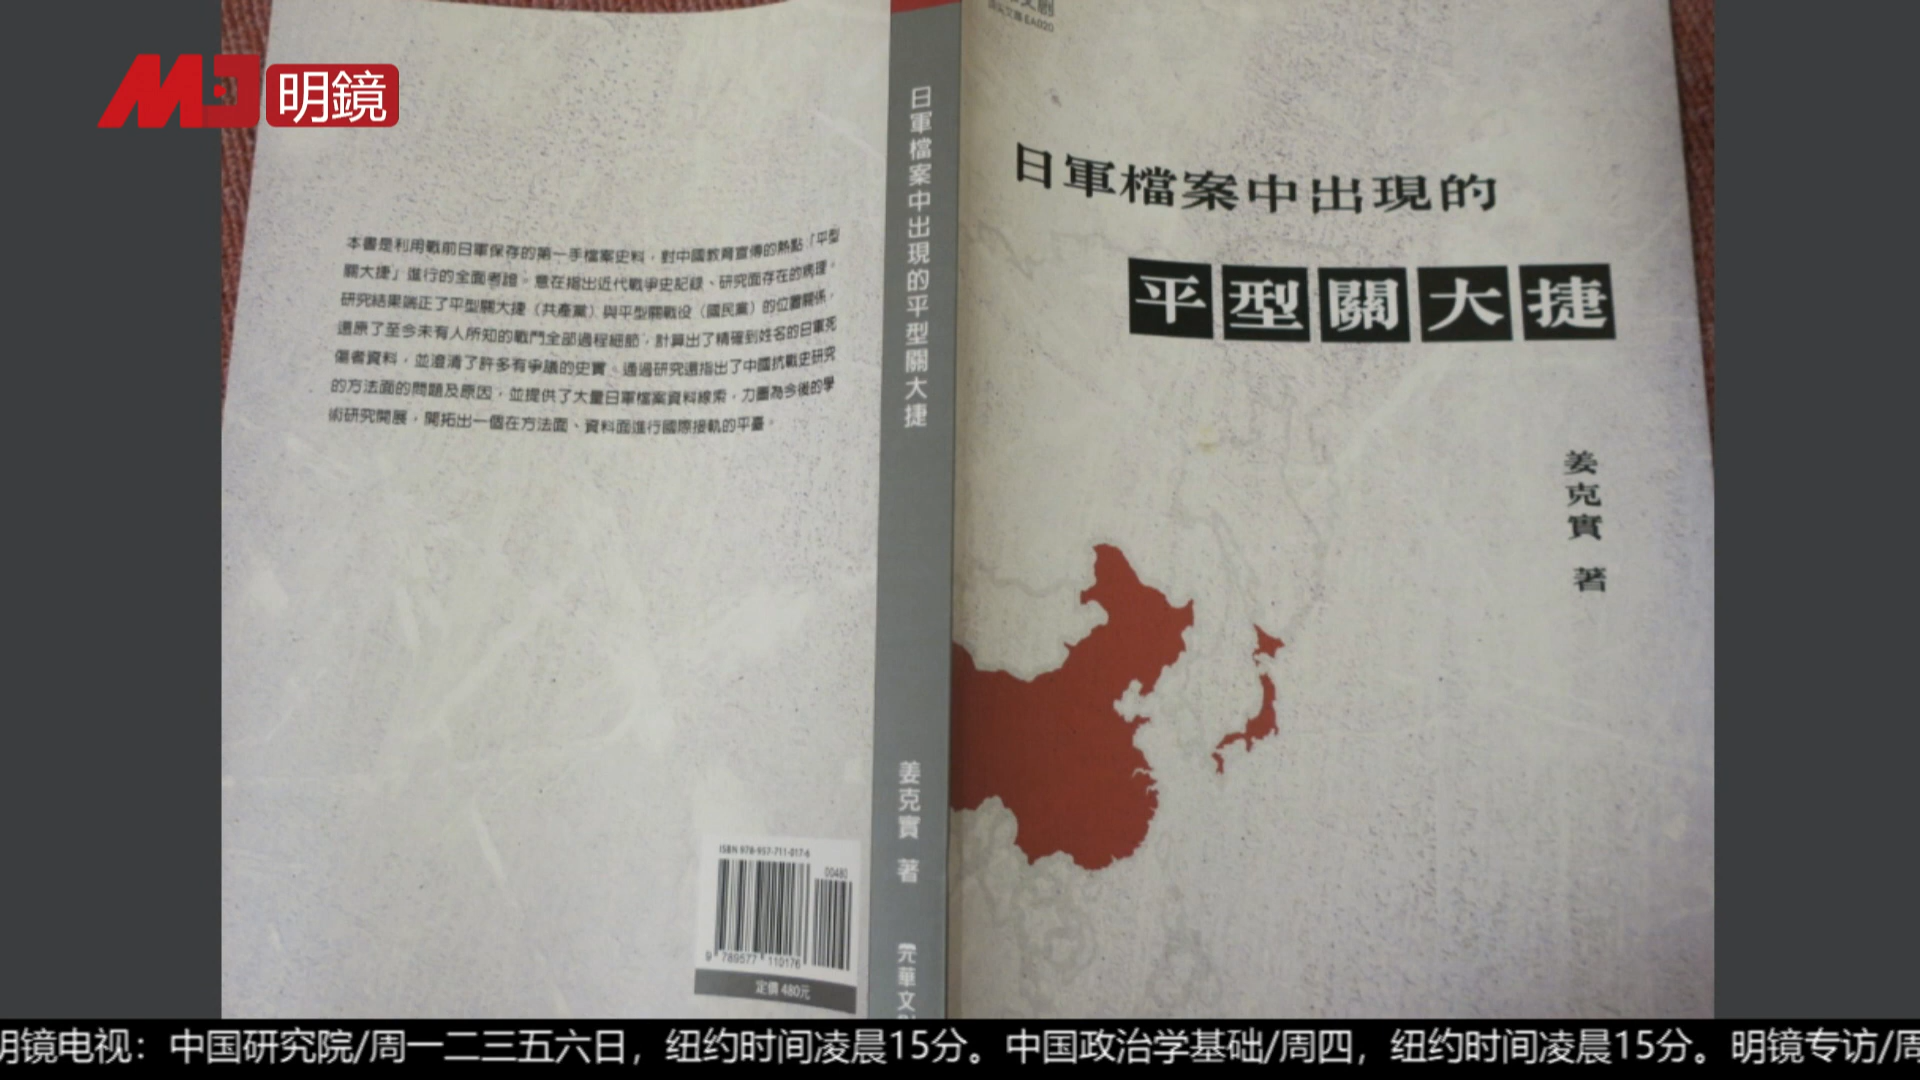 明鏡
本書是利用戰前日軍保存的第一手檔案史料，對中國教育宣傳的熱點「平型
關大捷」進行的全面考證。意在指出近代戰爭史記錄、研究面存在的病理。
研究結果端正了平型關大捷（共產黨）與平型關戰役（國民黨）的位置關係，
還原了至今未有人所知的戰鬥全部過程細節，計算出了精確到姓名的日軍死
傷者資料，並澄清了許多有爭議的史實。通過研究還指出了中國抗戰史研究
的方法面的問題及原因，並提供了大量日軍檔案資料線索，力圖為今後的學
術研究開展，開拓出一個在方法面、資料面進行國際接軌的平臺。
ISBN 978-957-711-017-6
00480
9 789577 110176
定價 480元
日軍檔案中出現的平型關大捷
姜克實 著
元華文
EA020
日軍檔案中出現的
平型關大捷
姜克實 著
明镜电视：中国研究院/周一二三五六日，纽约时间凌晨15分。中国政治学基础/周四，纽约时间凌晨15分。明镜专访/周